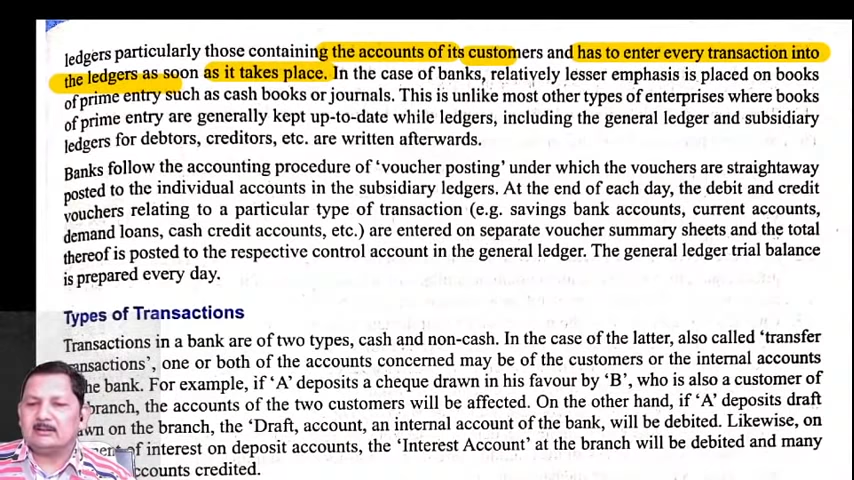 ledgers particularly those containing the accounts of its customers and has to enter every transaction into
the ledgers as soon as it takes place. In the case of banks, relatively lesser emphasis is placed on books
of prime entry such as cash books or journals. This is unlike most other types of enterprises where books
of prime entry are generally kept up-to-date while ledgers, including the general ledger and subsidiary
ledgers for debtors, creditors, etc. are written afterwards.
Banks follow the accounting procedure of ‘voucher posting’ under which the vouchers are straightaway
posted to the individual accounts in the subsidiary ledgers. At the end of each day, the debit and credit
vouchers relating to a particular type of transaction (e.g. savings bank accounts, current accounts,
demand loans, cash credit accounts, etc.) are entered on separate voucher summary sheets and the total
thereof is posted to the respective control account in the general ledger. The general ledger trial balance
is prepared every day.
Types of Transactions
Transactions in a bank are of two types, cash and non-cash. In the case of the latter, also called ‘transfer
ansactions’, one or both of the accounts concerned may be of the customers or the internal accounts
he bank. For example, if ‘A’ deposits a cheque drawn in his favour by ‘B’, who is also a customer of
branch, the accounts of the two customers will be affected. On the other hand, if ‘A’ deposits draft
wn on the branch, the ‘Draft, account, an internal account of the bank, will be debited. Likewise, on
of interest on deposit accounts, the ‘Interest Account’ at the branch will be debited and many
ccounts credited.